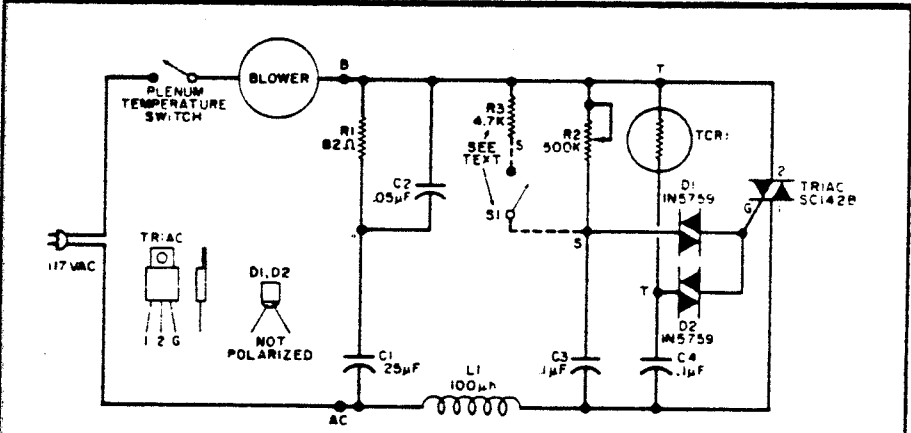 BLOWER
B
T
PLENUM
TEMPERATURE
SWITCH
R1
82Ω
C2
.05µF
R3
4.7K
SEE
TEXT
S
S1
R2
500K
TCR1
D1
1N5759
2
TRIAC
SC142B
G
1
S
117 VAC
TRIAC
1 2 G
D1, D2
NOT
POLARIZED
T
D2
1N5759
C1
.25µF
L1
100µh
C3
.1µF
C4
.1µF
AC